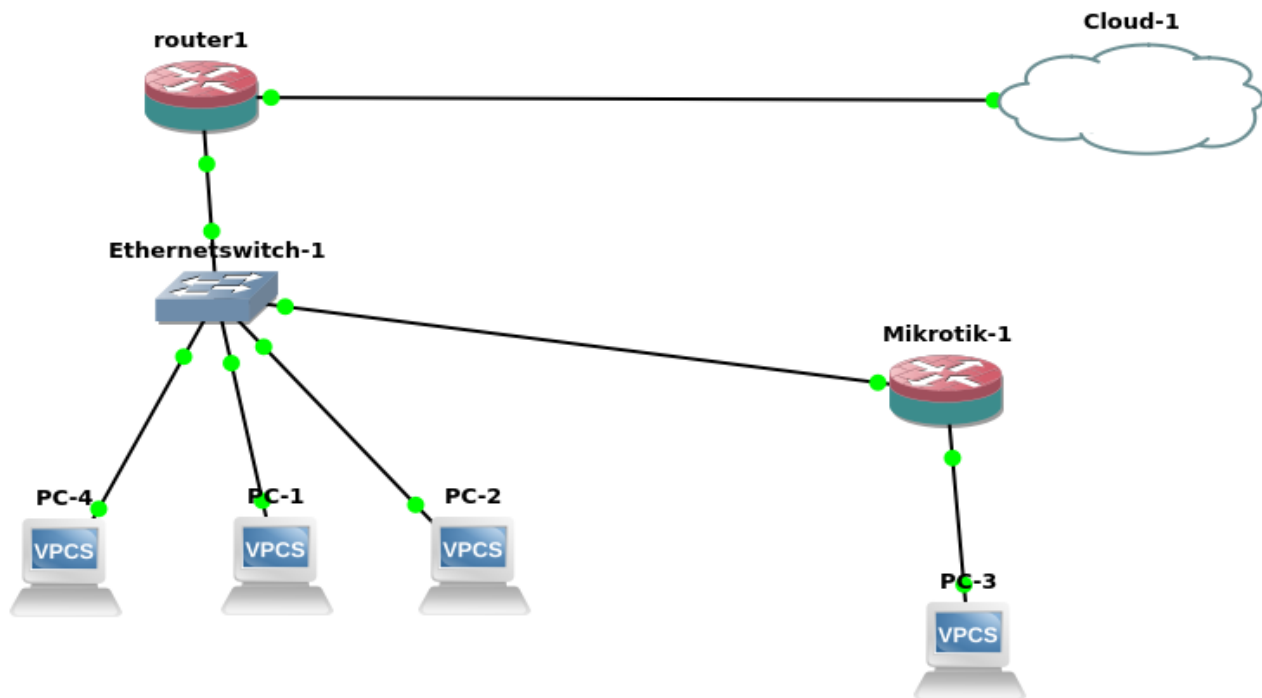 Cloud-1
router1
Ethernetswitch-1
Mikrotik-1
PC-4
PC-1
PC-2
VPCS
VPCS
VPCS
PC-3
VPCS